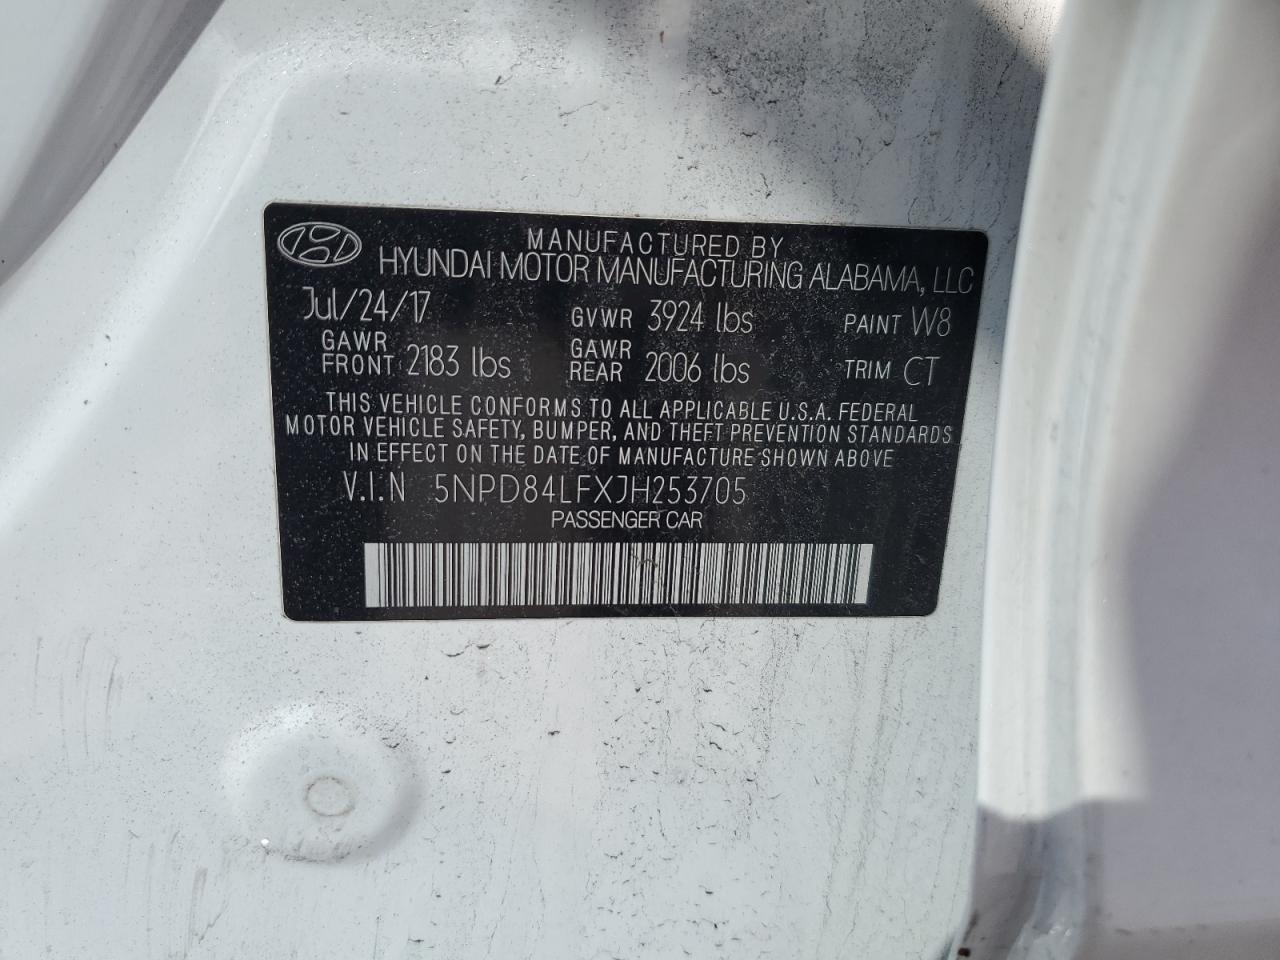 MANUFACTURED BY
HYUNDAI MOTOR MANUFACTURING ALABAMA, LLC
Jul/24/17 GVWR 3924 lbs PAINT W8
GAWR FRONT 2183 lbs GAWR REAR 2006 lbs TRIM CT
THIS VEHICLE CONFORMS TO ALL APPLICABLE U.S.A. FEDERAL
MOTOR VEHICLE SAFETY, BUMPER, AND THEFT PREVENTION STANDARDS
IN EFFECT ON THE DATE OF MANUFACTURE SHOWN ABOVE
V.I.N 5NPD84LFXJH253705
PASSENGER CAR